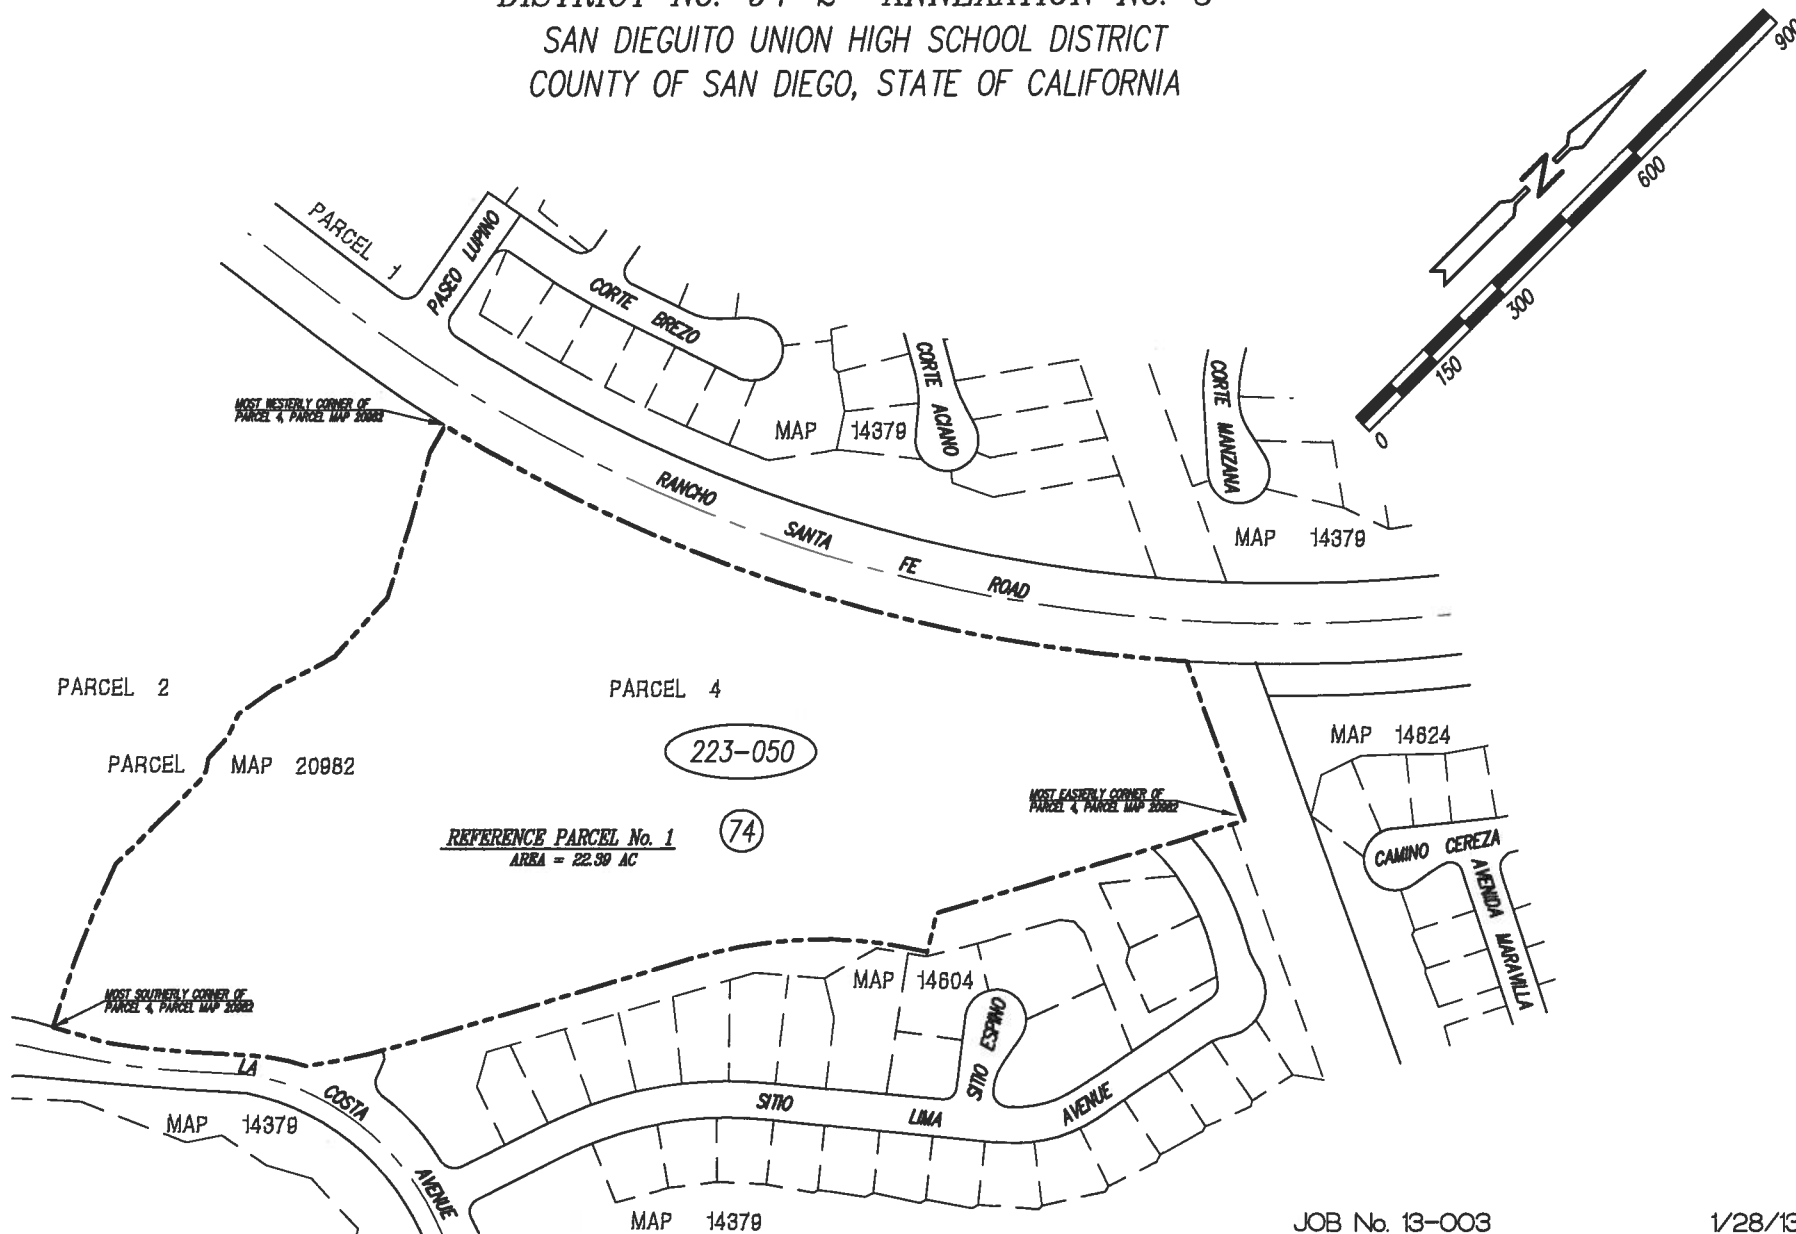 SAN DIEGUITO UNION HIGH SCHOOL DISTRICT
COUNTY OF SAN DIEGO, STATE OF CALIFORNIA
900
600
300
150
0
N
PARCEL 1
PASEO LUPINO
CORTE BREZO
CORTE ACIANO
CORTE MANZANA
MAP 14379
MOST WESTERLY CORNER OF
PARCEL 4, PARCEL MAP 20982
RANCHO SANTA FE ROAD
MAP 14379
PARCEL 2
PARCEL 4
PARCEL MAP 20982
223-050
MAP 14824
MOST EASTERLY CORNER OF
PARCEL 4, PARCEL MAP 20982
REFERENCE PARCEL No. 1
AREA = 22.39 AC
74
CAMINO CEREZA
AVENIDA MARAVILLA
MOST SOUTHERLY CORNER OF
PARCEL 4, PARCEL MAP 20982
MAP 14604
SITIO ESPINO
LA COSTA AVENUE
SITIO LIMA AVENUE
MAP 14379
MAP 14379
JOB No. 13-003
1/28/13